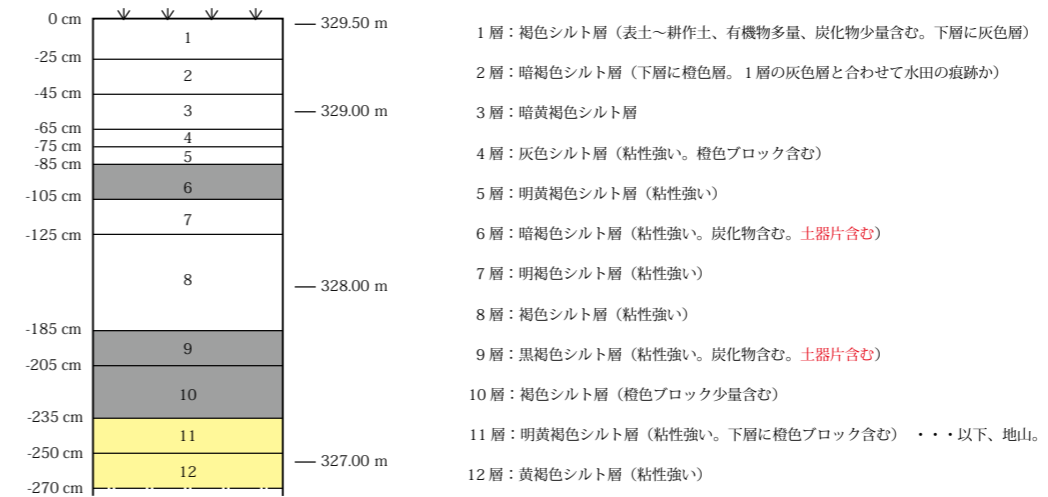 0 cm
-25 cm
-45 cm
-65 cm
-75 cm
-85 cm
-105 cm
-125 cm
-185 cm
-205 cm
-235 cm
-250 cm
-270 cm
1
2
3
4
5
6
7
8
9
10
11
12
329.50 m
329.00 m
328.00 m
327.00 m
1層：褐色シルト層（表土〜耕作土、有機物多量、炭化物少量含む。下層に灰色層）
2層：暗褐色シルト層（下層に橙色層。1層の灰色層と合わせて水田の痕跡か）
3層：暗黄褐色シルト層
4層：灰色シルト層（粘性強い。橙色ブロック含む）
5層：明黄褐色シルト層（粘性強い）
6層：暗褐色シルト層（粘性強い。炭化物含む。土器片含む）
7層：明褐色シルト層（粘性強い）
8層：褐色シルト層（粘性強い）
9層：黒褐色シルト層（粘性強い。炭化物含む。土器片含む）
10層：褐色シルト層（橙色ブロック少量含む）
11層：明黄褐色シルト層（粘性強い。下層に橙色ブロック含む）　・・・以下、地山。
12層：黄褐色シルト層（粘性強い）